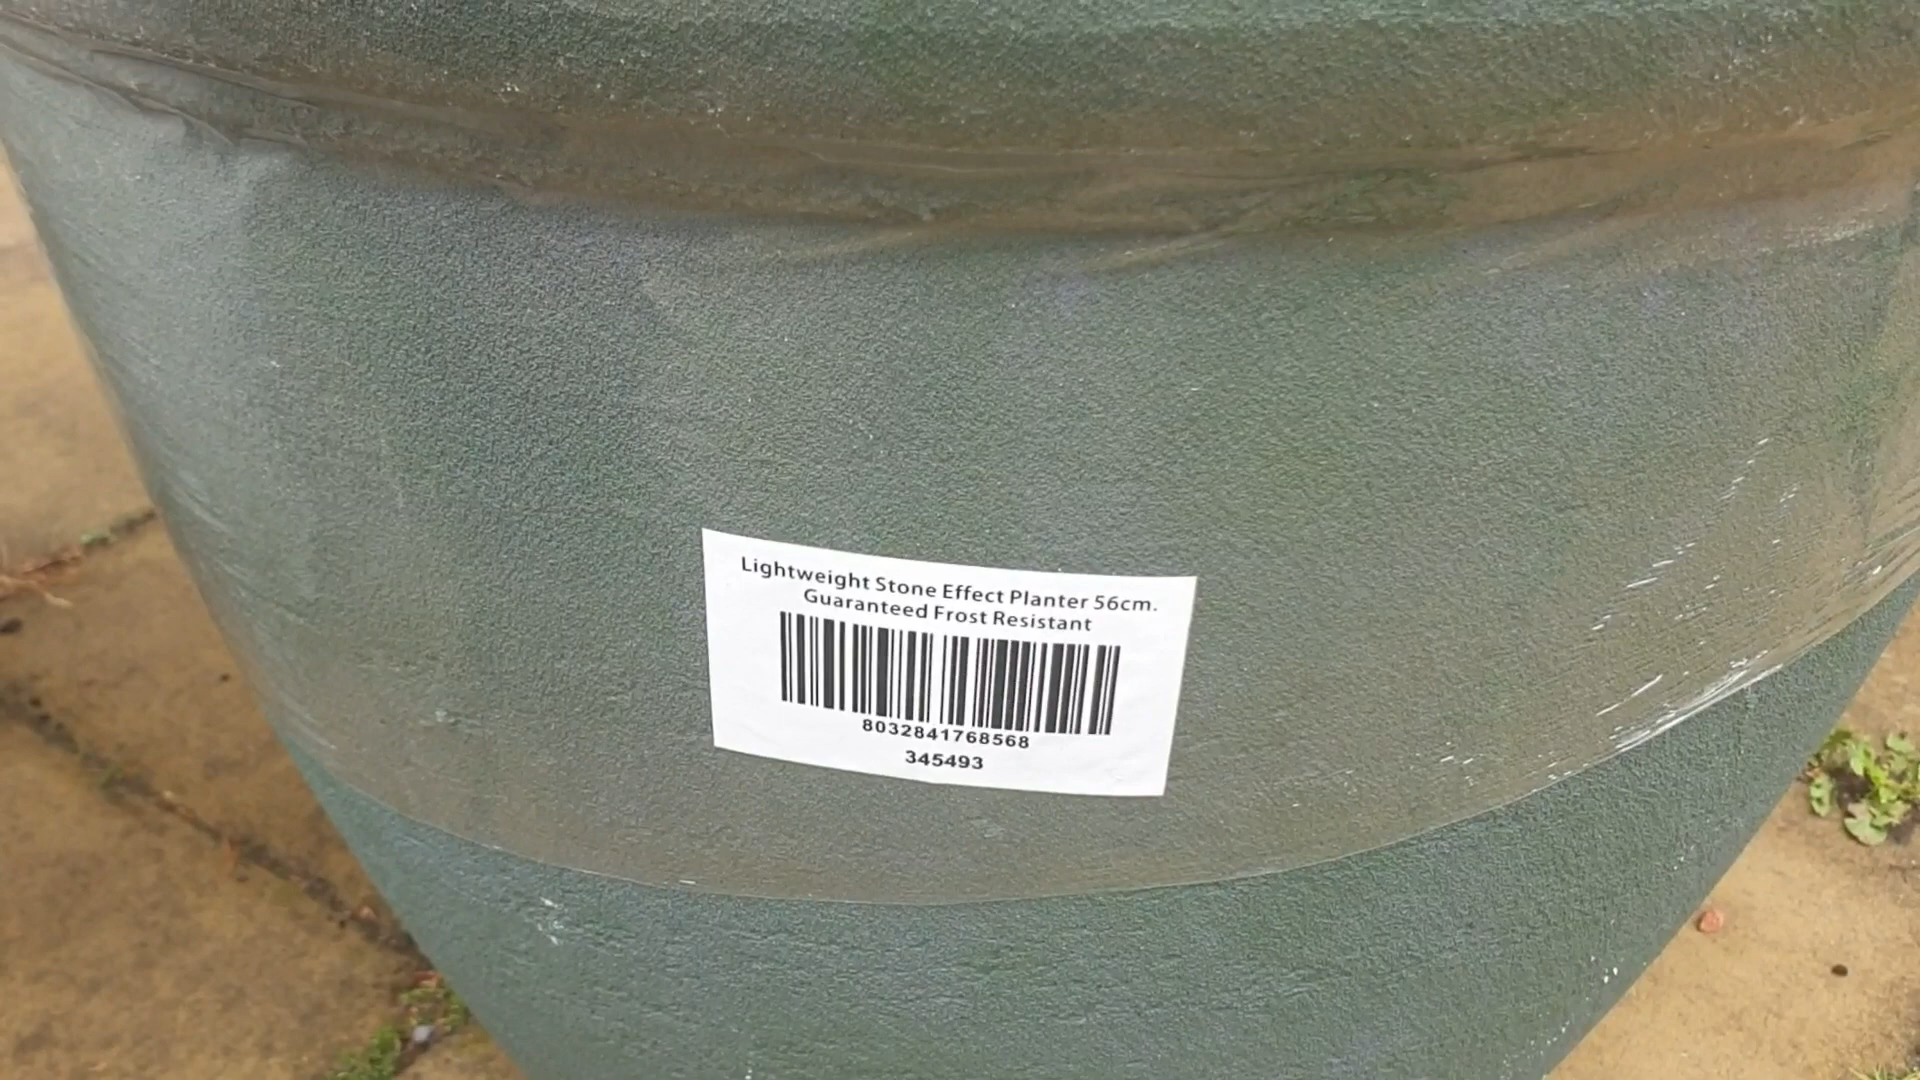 Lightweight Stone Effect Planter 56cm.
Guaranteed Frost Resistant
8032841768568
345493